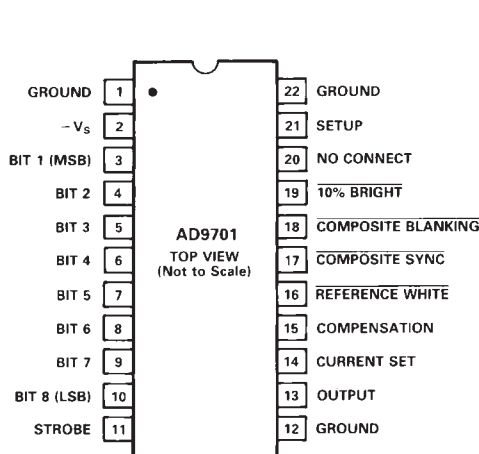 GROUND 1 22 GROUND
–Vs 2 21 SETUP
BIT 1 (MSB) 3 20 NO CONNECT
BIT 2 4 19 10% BRIGHT
BIT 3 5 18 COMPOSITE BLANKING
AD9701
BIT 4 6 17 COMPOSITE SYNC
TOP VIEW
(Not to Scale)
BIT 5 7 16 REFERENCE WHITE
BIT 6 8 15 COMPENSATION
BIT 7 9 14 CURRENT SET
BIT 8 (LSB) 10 13 OUTPUT
STROBE 11 12 GROUND